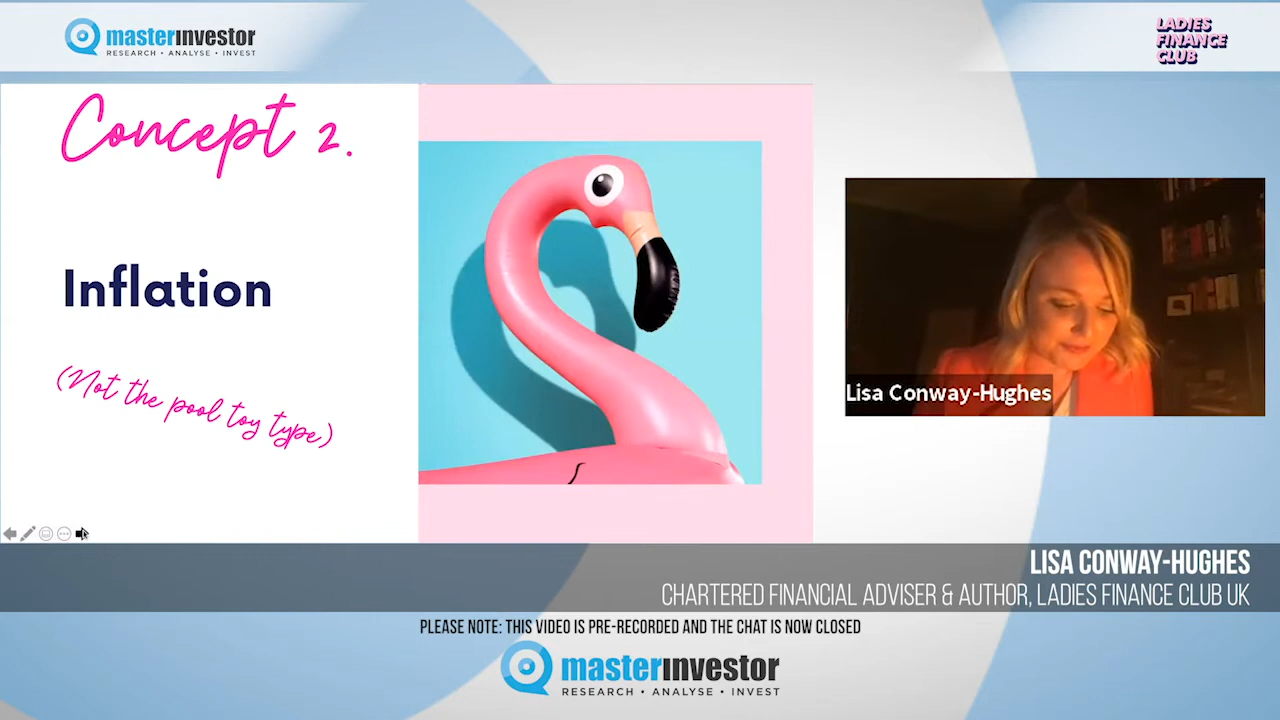 masterinvestor
RESEARCH • ANALYSE • INVEST
LADIES
FINANCE
CLUB
Concept 2.
Inflation
(Not the pool toy type)
Lisa Conway-Hughes
LISA CONWAY-HUGHES
CHARTERED FINANCIAL ADVISER & AUTHOR, LADIES FINANCE CLUB UK
PLEASE NOTE: THIS VIDEO IS PRE-RECORDED AND THE CHAT IS NOW CLOSED
masterinvestor
RESEARCH • ANALYSE • INVEST